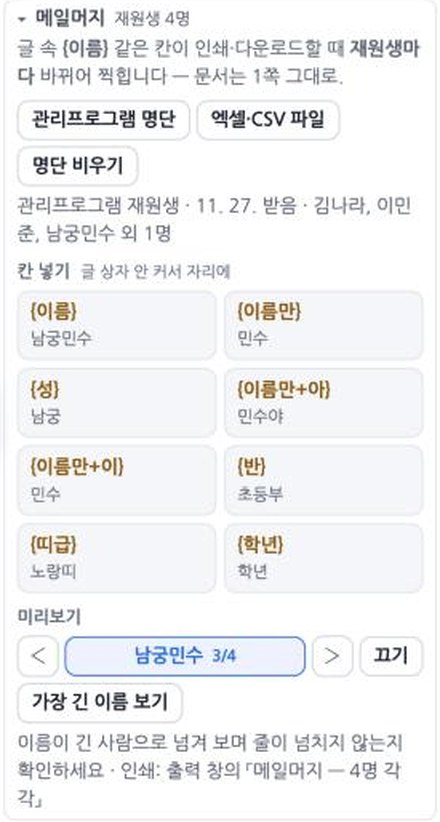 메일머지 재원생 4명
글 속 {이름} 같은 칸이 인쇄·다운로드할 때 재원생마
다 바뀌어 찍힙니다 — 문서는 1쪽 그대로.
관리프로그램 명단 엑셀·CSV 파일
명단 비우기
관리프로그램 재원생 · 11. 27. 받음 · 김나라, 이민
준, 남궁민수 외 1명
칸 넣기 글 상자 안 커서 자리에
{이름} {이름만}
남궁민수 민수
{성} {이름만+아}
남궁 민수야
{이름만+이} {반}
민수 초등부
{띠급} {학년}
노랑띠 학년
미리보기
< 남궁민수 3/4 > 끄기
가장 긴 이름 보기
이름이 긴 사람으로 넘겨 보며 줄이 넘치지 않는지
확인하세요 · 인쇄: 출력 창의 「메일머지 — 4명 각
각」